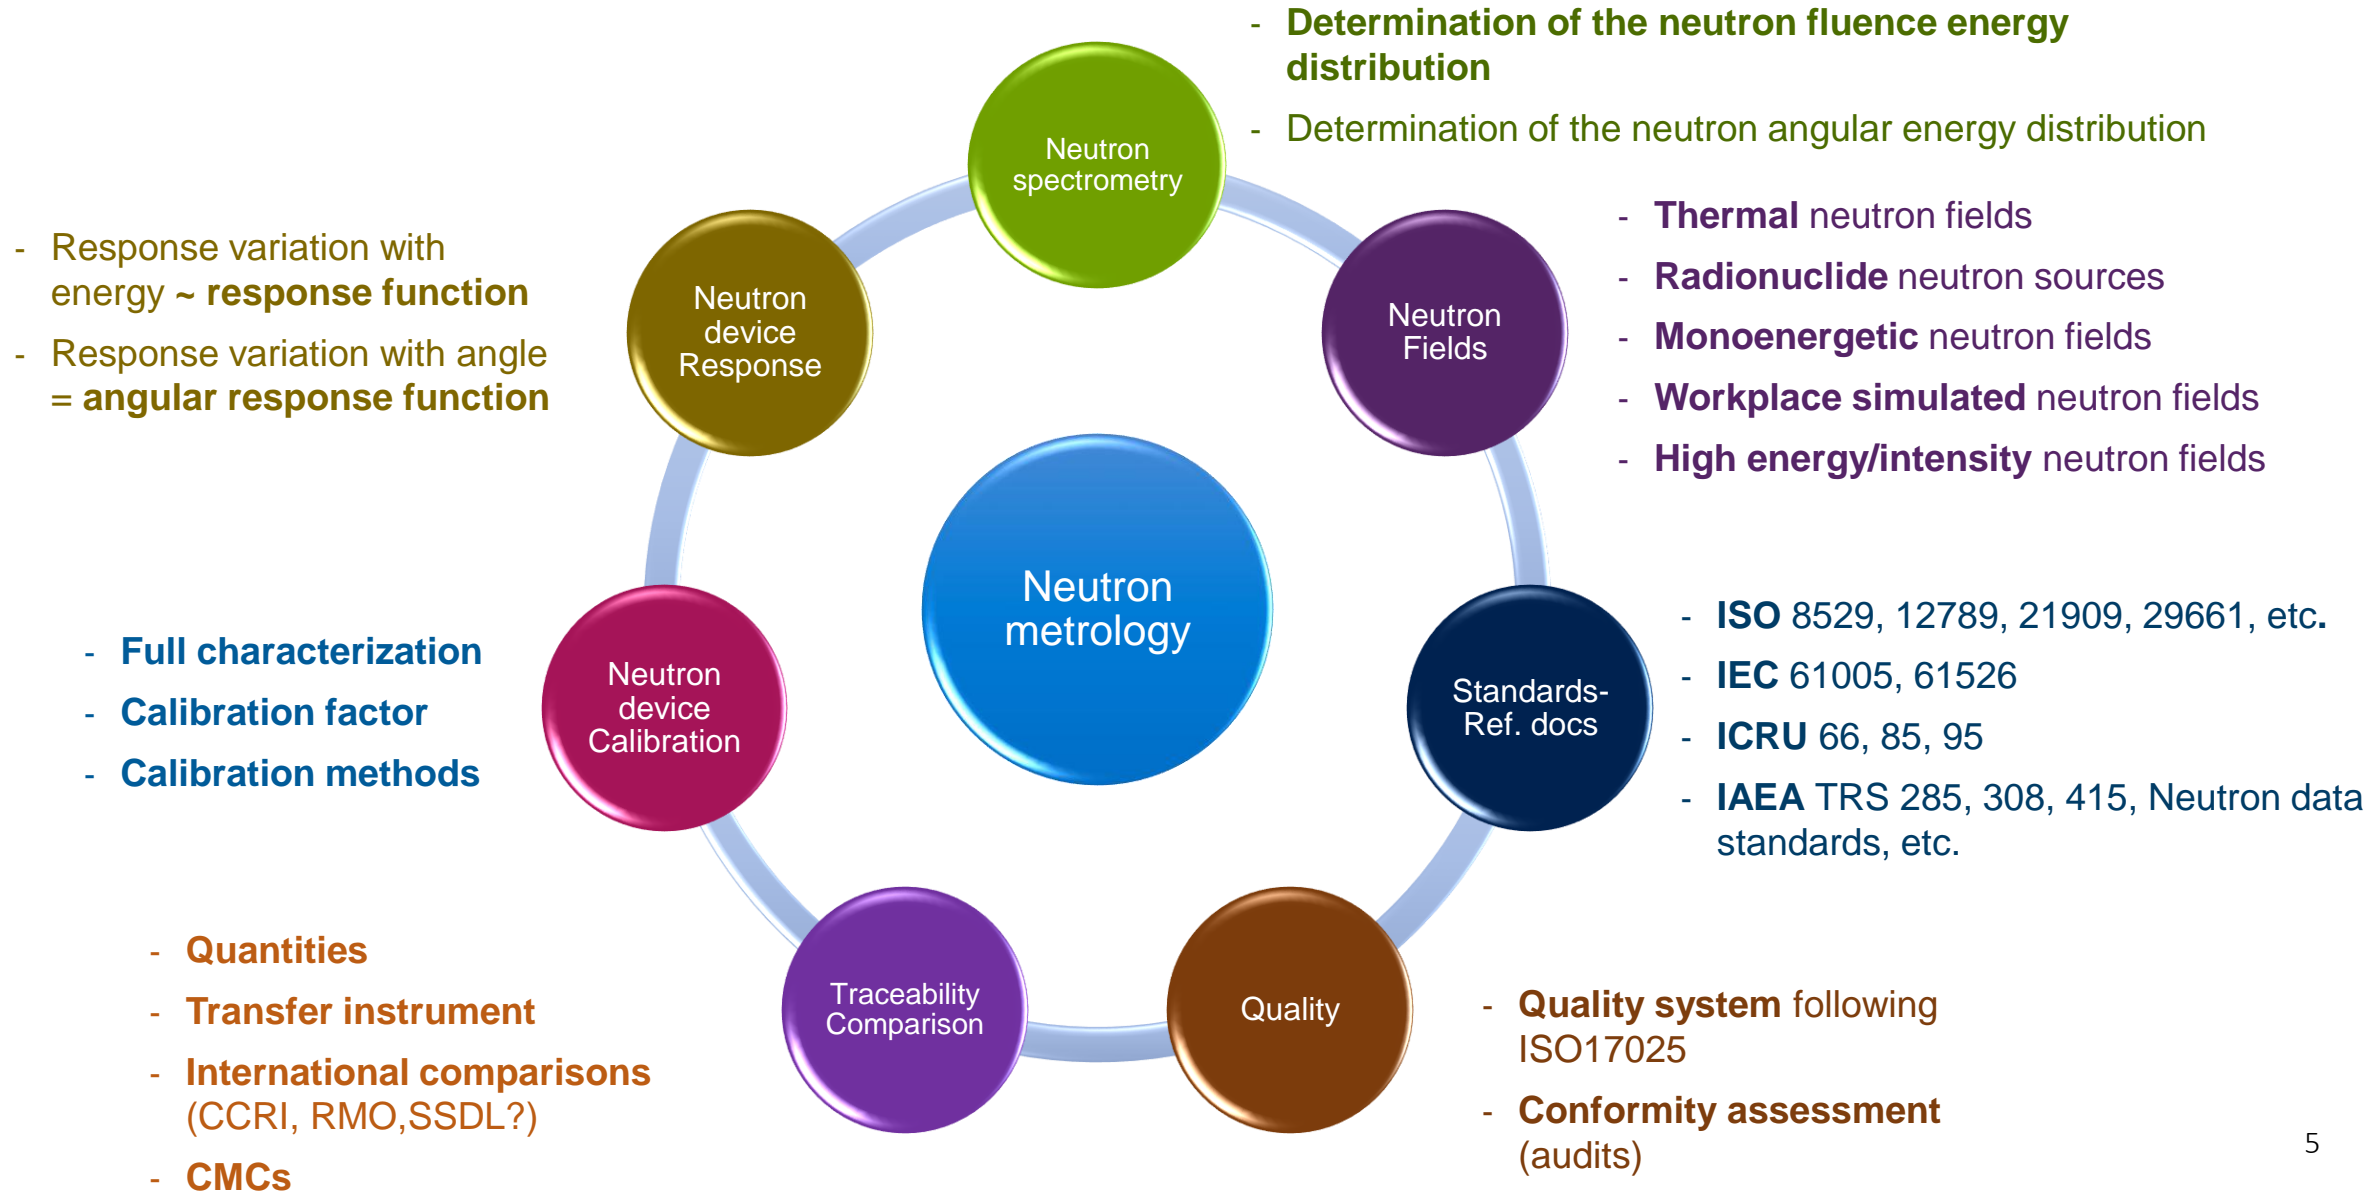 - Determination of the neutron fluence energy
distribution
- Determination of the neutron angular energy distribution
Neutron
spectrometry
- Thermal neutron fields
- Radionuclide neutron sources
- Monoenergetic neutron fields
- Workplace simulated neutron fields
- High energy/intensity neutron fields
Neutron
Fields
- Response variation with
energy ~ response function
- Response variation with angle
= angular response function
Neutron
device
Response
Neutron
metrology
- ISO 8529, 12789, 21909, 29661, etc.
- IEC 61005, 61526
- ICRU 66, 85, 95
- IAEA TRS 285, 308, 415, Neutron data
standards, etc.
Standards-
Ref. docs
- Full characterization
- Calibration factor
- Calibration methods
Neutron
device
Calibration
- Quantities
- Transfer instrument
- International comparisons
(CCRI, RMO,SSDL?)
- CMCs
Traceability
Comparison
Quality
- Quality system following
ISO17025
- Conformity assessment
(audits)
5